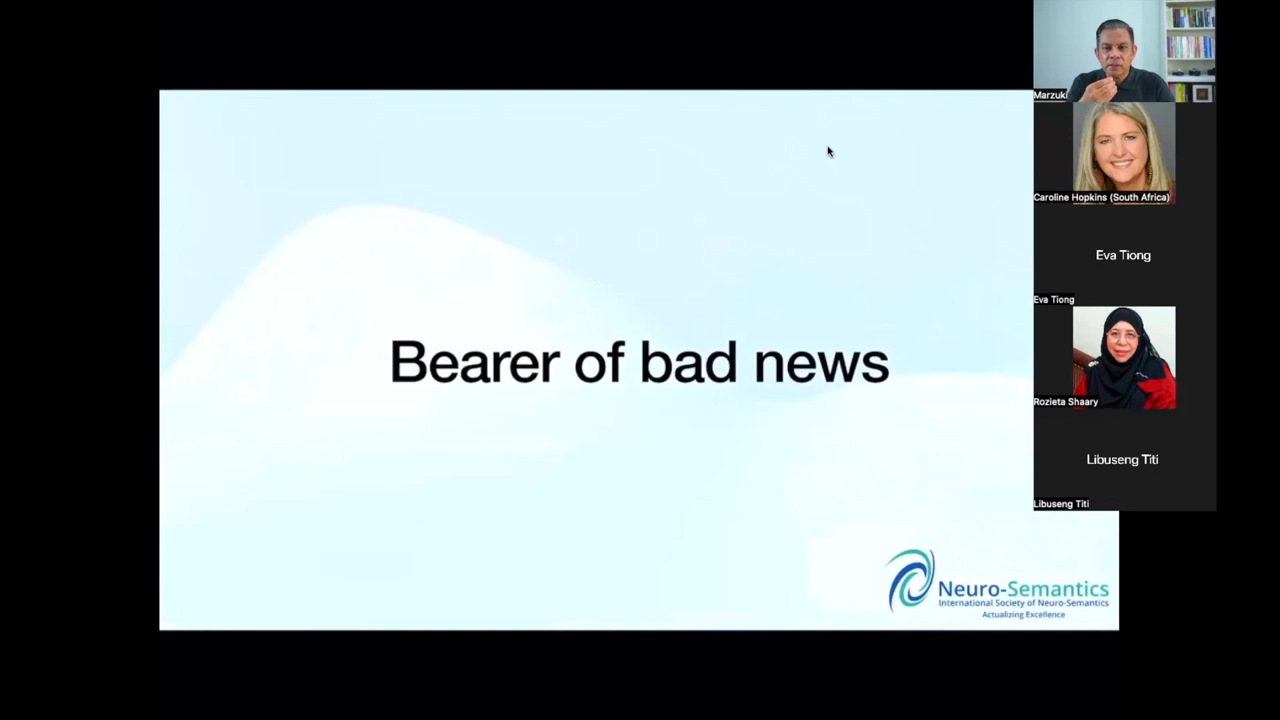 Bearer of bad news
Neuro-Semantics
International Society of Neuro-Semantics
Actualizing Excellence
Marzuki
Caroline Hopkins (South Africa)
Eva Tiong
Eva Tiong
Rozieta Shaary
Libuseng Titi
Libuseng Titi